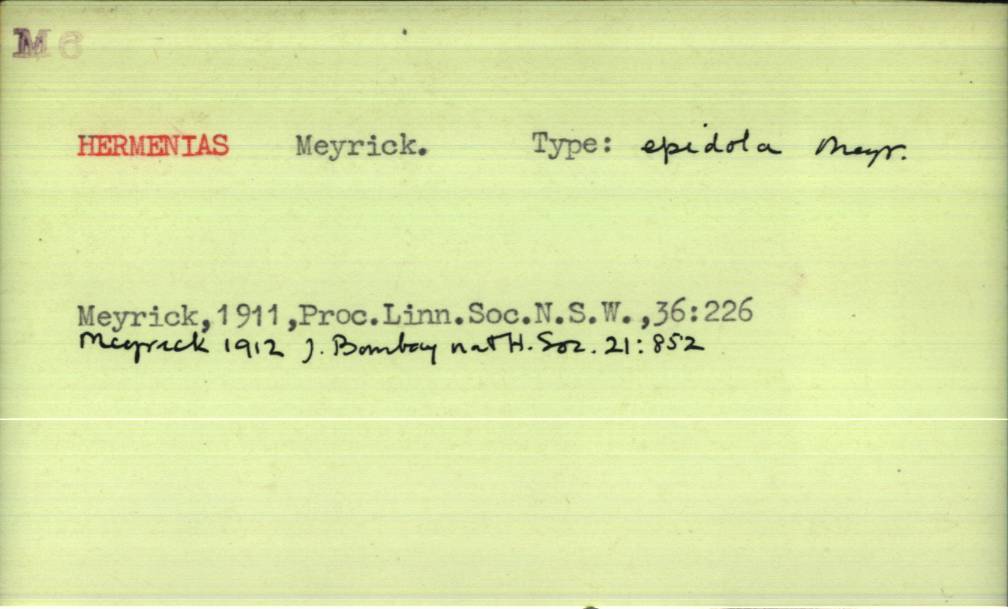 M6
HERMENIAS Meyrick. Type: epidola Meyr.
Meyrick,1911,Proc.Linn.Soc.N.S.W.,36:226
Meyrick 1912 J. Bombay nat H. Soc. 21:852